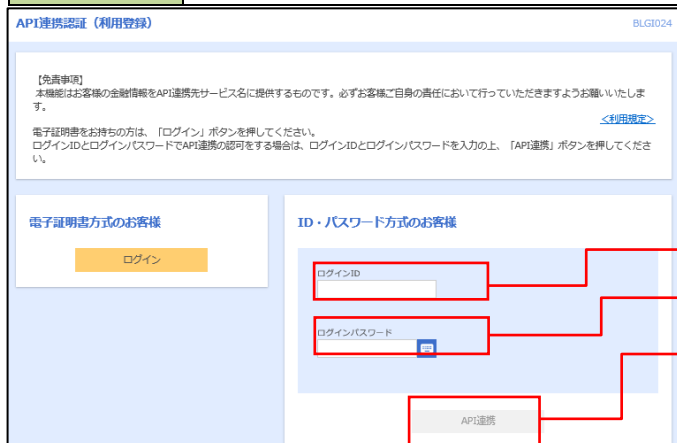 API連携認証（利用登録）
BLGI024
【免責事項】
本機能はお客様の金融情報をAPI連携先サービス名に提供するものです。必ずお客様ご自身の責任において行っていただきますようお願いいたしま
す。
<利用規定>
電子証明書をお持ちの方は、「ログイン」ボタンを押してください。
ログインIDとログインパスワードでAPI連携の認可をする場合は、ログインIDとログインパスワードを入力の上、「API連携」ボタンを押してくださ
い。
電子証明書方式のお客様
ログイン
ID・パスワード方式のお客様
ログインID
ログインパスワード
API連携